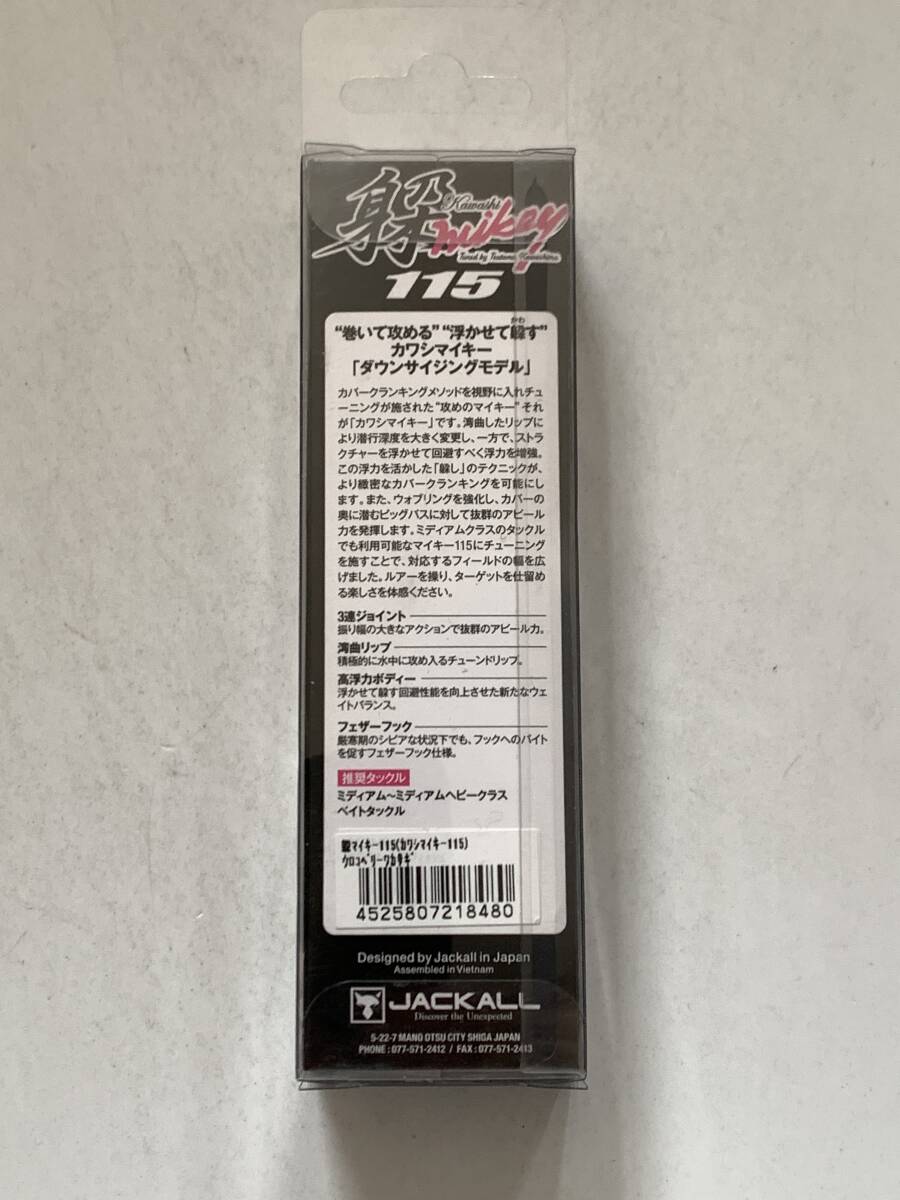 躱
Kawashi
mikey
Tuned by Tsutomu Kawashima
115
かわ
“巻いて攻める”“浮かせて躱す”
カワシマイキー
「ダウンサイジングモデル」
カバークランキングメソッドを視野に入れチュ
ーニングが施された“攻めのマイキー”それ
が「カワシマイキー」です。湾曲したリップに
より潜行深度を大きく変更し、一方で、ストラ
クチャーを浮かせて回避すべく浮力を増強。
この浮力を活かした「躱し」のテクニックが、
より緻密なカバークランキングを可能にし
ます。また、ウォブリングを強化し、カバーの
奥に潜むビッグバスに対して抜群のアピール
力を発揮します。ミディアムクラスのタックル
でも利用可能なマイキー115にチューニング
を施すことで、対応するフィールドの幅を広
げました。ルアーを操り、ターゲットを仕留め
る楽しさを体感ください。
3連ジョイント
振り幅の大きなアクションで抜群のアピール力。
湾曲リップ
積極的に水中に攻め入るチューンドリップ。
高浮力ボディー
浮かせて躱す回避性能を向上させた新たなウェ
イトバランス。
フェザーフック
厳寒期のシビアな状況下でも、フックへのバイト
を促すフェザーフック仕様。
推奨タックル
ミディアム～ミディアムヘビークラス
ベイトタックル
躱マイキー115(カワシマイキー115)
ウロコベリーワカサギ
4525807218480
Designed by Jackall in Japan
Assembled in Vietnam
JACKALL
Discover the Unexpected
5-22-7 MANO OTSU CITY SHIGA JAPAN
PHONE : 077-571-2412 / FAX : 077-571-2413